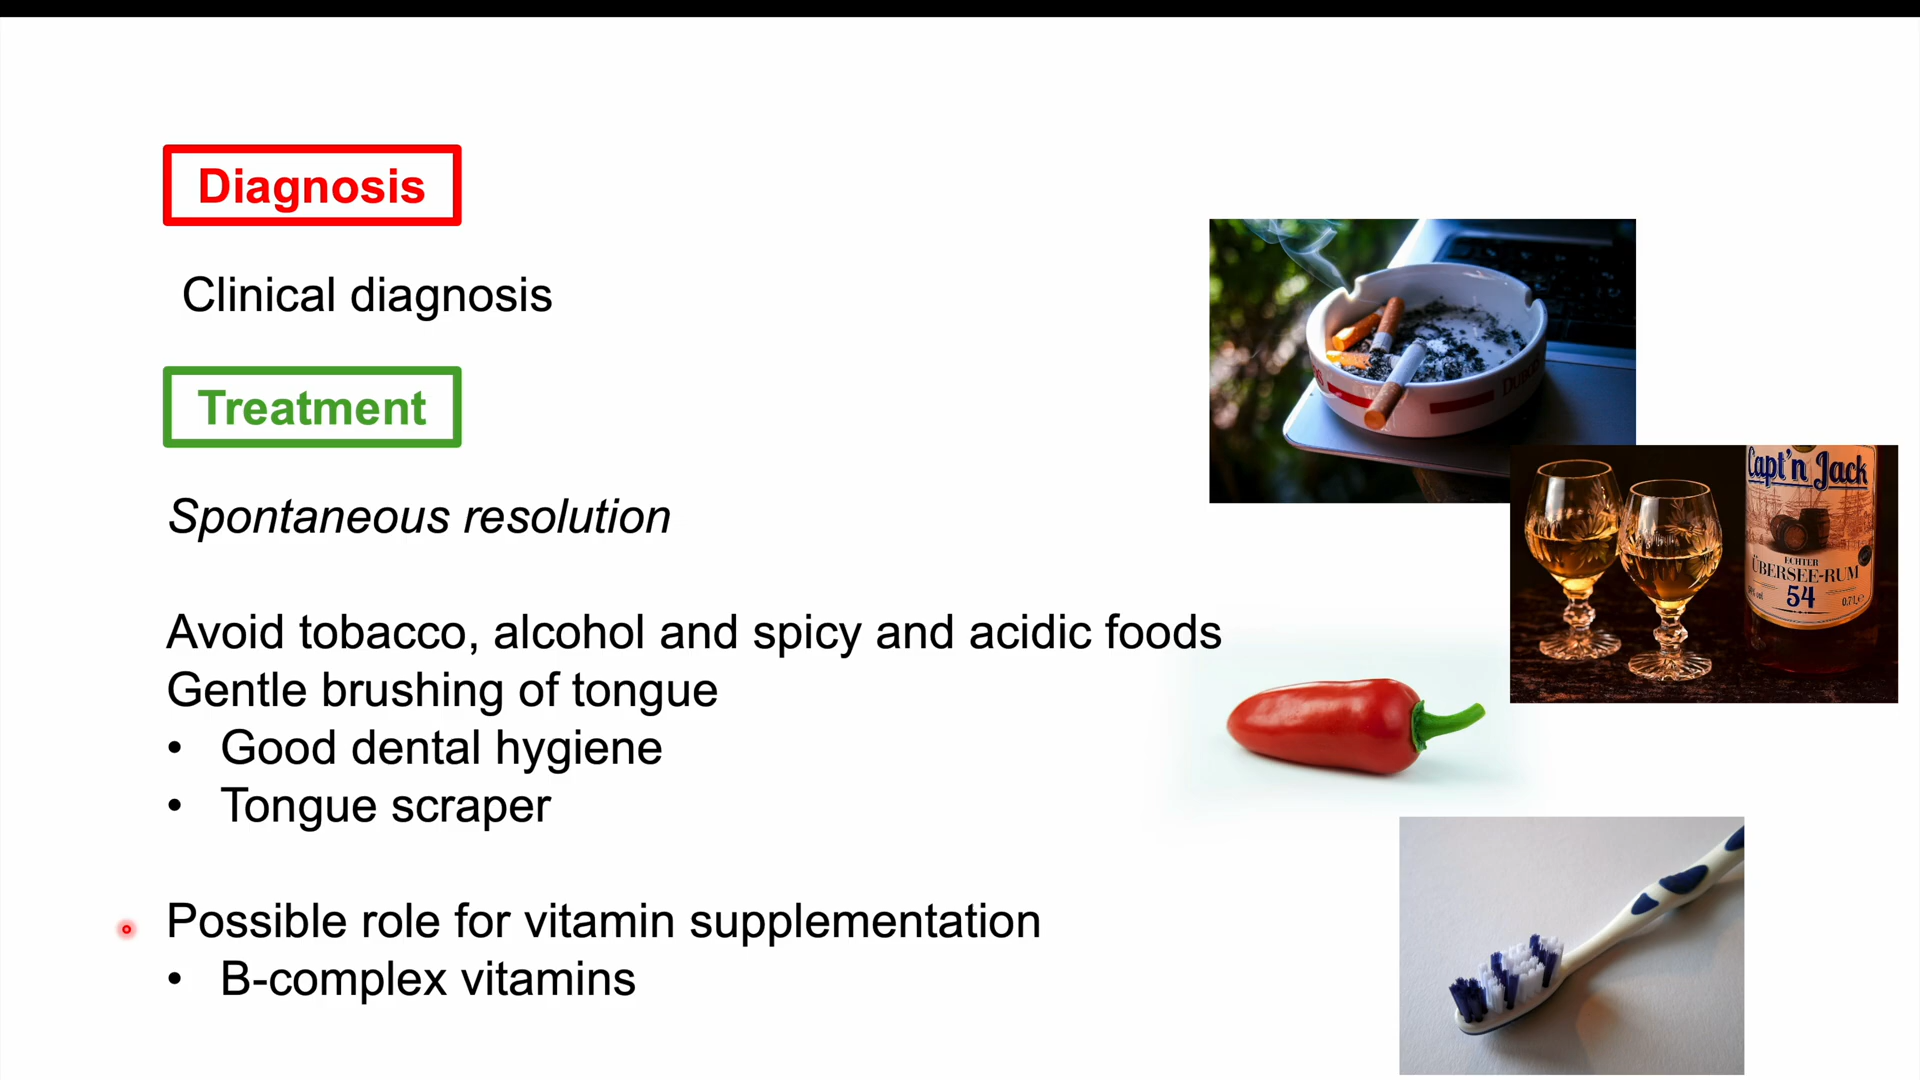 Diagnosis
Clinical diagnosis
Treatment
Spontaneous resolution
Avoid tobacco, alcohol and spicy and acidic foods
Gentle brushing of tongue
• Good dental hygiene
• Tongue scraper
Possible role for vitamin supplementation
• B-complex vitamins
Capt'n Jack
ECHTER
ÜBERSEE-RUM
54